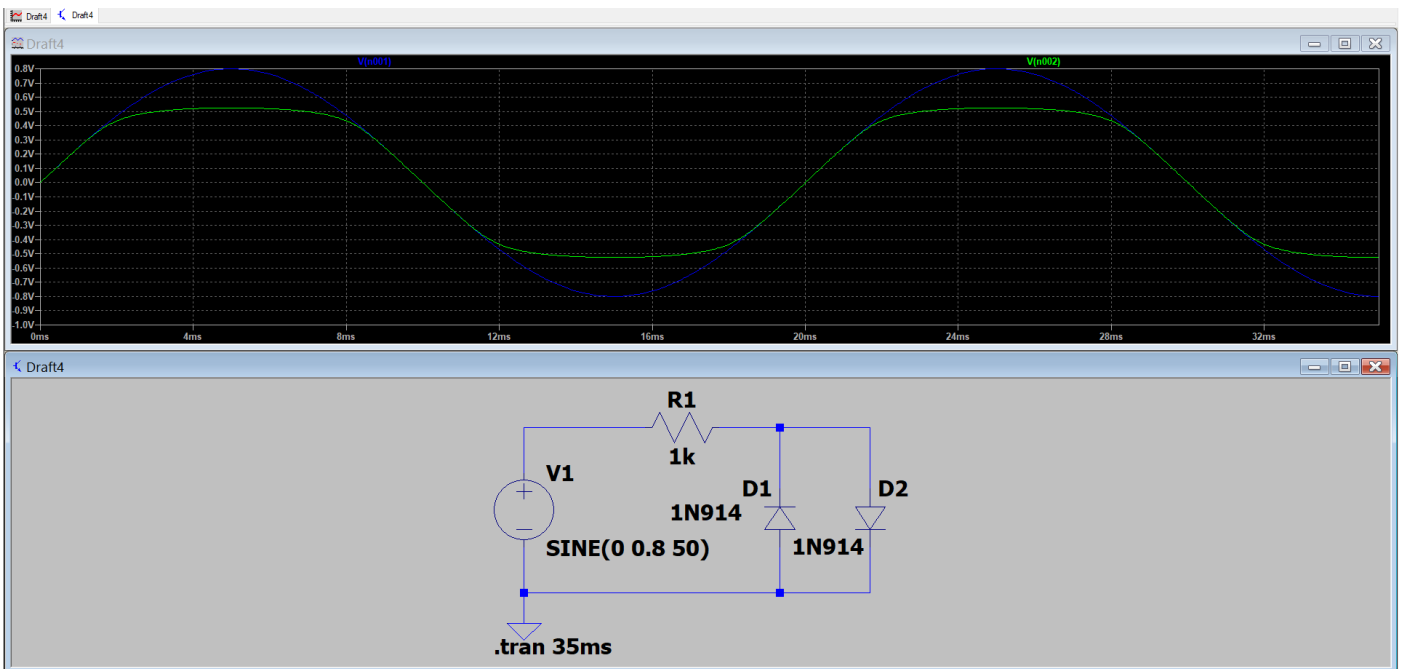 Draft4 Draft4
Draft4
V(n001) V(n002)
0.8V
0.7V
0.6V
0.5V
0.4V
0.3V
0.2V
0.1V
0.0V
-0.1V
-0.2V
-0.3V
-0.4V
-0.5V
-0.6V
-0.7V
-0.8V
-0.9V
-1.0V
0ms 4ms 8ms 12ms 16ms 20ms 24ms 28ms 32ms
Draft4
R1
1k
V1
SINE(0 0.8 50)
D1
1N914
D2
1N914
.tran 35ms